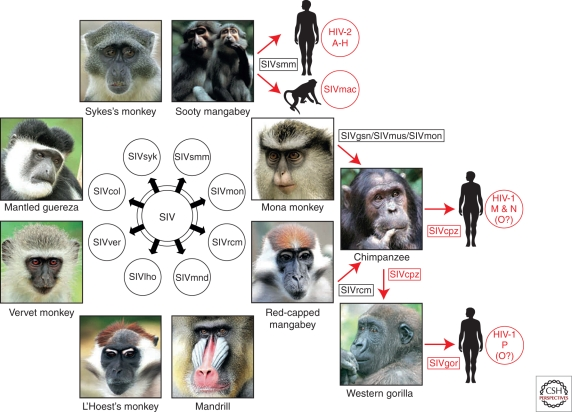 Sykes's monkey
Sooty mangabey
SIVsmm
HIV-2
A-H
SIVmac
Mantled guereza
SIVsyk
SIVsmm
SIVcol
SIVmon
SIV
SIVver
SIVrcm
SIVlho
SIVmnd
Mona monkey
SIVgsn/SIVmus/SIVmon
Chimpanzee
SIVcpz
HIV-1
M & N
(O?)
Vervet monkey
Red-capped
mangabey
SIVrcm
SIVcpz
Western gorilla
SIVgor
HIV-1
P
(O?)
L'Hoest's monkey
Mandrill
CSH
PERSPECTIVES